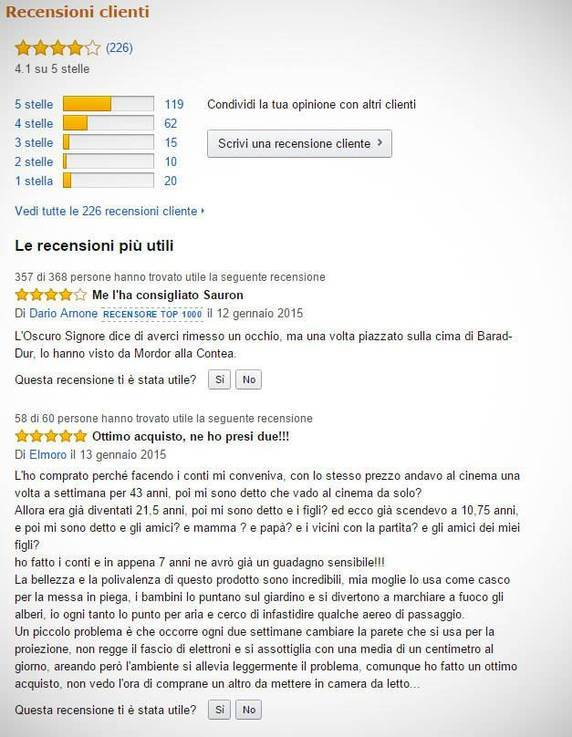 Recensioni clienti
(226)
4.1 su 5 stelle
5 stelle 119
4 stelle 62
3 stelle 15
2 stelle 10
1 stella 20
Condividi la tua opinione con altri clienti
Scrivi una recensione cliente ›
Vedi tutte le 226 recensioni cliente ›
Le recensioni più utili
357 di 368 persone hanno trovato utile la seguente recensione
Me l'ha consigliato Sauron
Di Dario Arnone RECENSORE TOP 1000 il 12 gennaio 2015
L'Oscuro Signore dice di averci rimesso un occhio, ma una volta piazzato sulla cima di Barad-
Dur, lo hanno visto da Mordor alla Contea.
Questa recensione ti è stata utile? Sì No
58 di 60 persone hanno trovato utile la seguente recensione
Ottimo acquisto, ne ho presi due!!!
Di Elmoro il 13 gennaio 2015
L'ho comprato perché facendo i conti mi conveniva, con lo stesso prezzo andavo al cinema una
volta a settimana per 43 anni, poi mi sono detto che vado al cinema da solo?
Allora era già diventati 21,5 anni, poi mi sono detto e i figli? ed ecco già scendevo a 10,75 anni,
e poi mi sono detto e gli amici? e mamma ? e papà? e i vicini con la partita? e gli amici dei miei
figli?
ho fatto i conti e in appena 7 anni ne avrò già un guadagno sensibile!!!
La bellezza e la polivalenza di questo prodotto sono incredibili, mia moglie lo usa come casco
per la messa in piega, i bambini lo puntano sul giardino e si divertono a marchiare a fuoco gli
alberi, io ogni tanto lo punto per aria e cerco di infastidire qualche aereo di passaggio.
Un piccolo problema è che occorre ogni due settimane cambiare la parete che si usa per la
proiezione, non regge il fascio di elettroni e si assottiglia con una media di un centimetro al
giorno, areando però l'ambiente si allevia leggermente il problema, comunque ho fatto un ottimo
acquisto, non vedo l'ora di comprane un altro da mettere in camera da letto...
Questa recensione ti è stata utile? Sì No